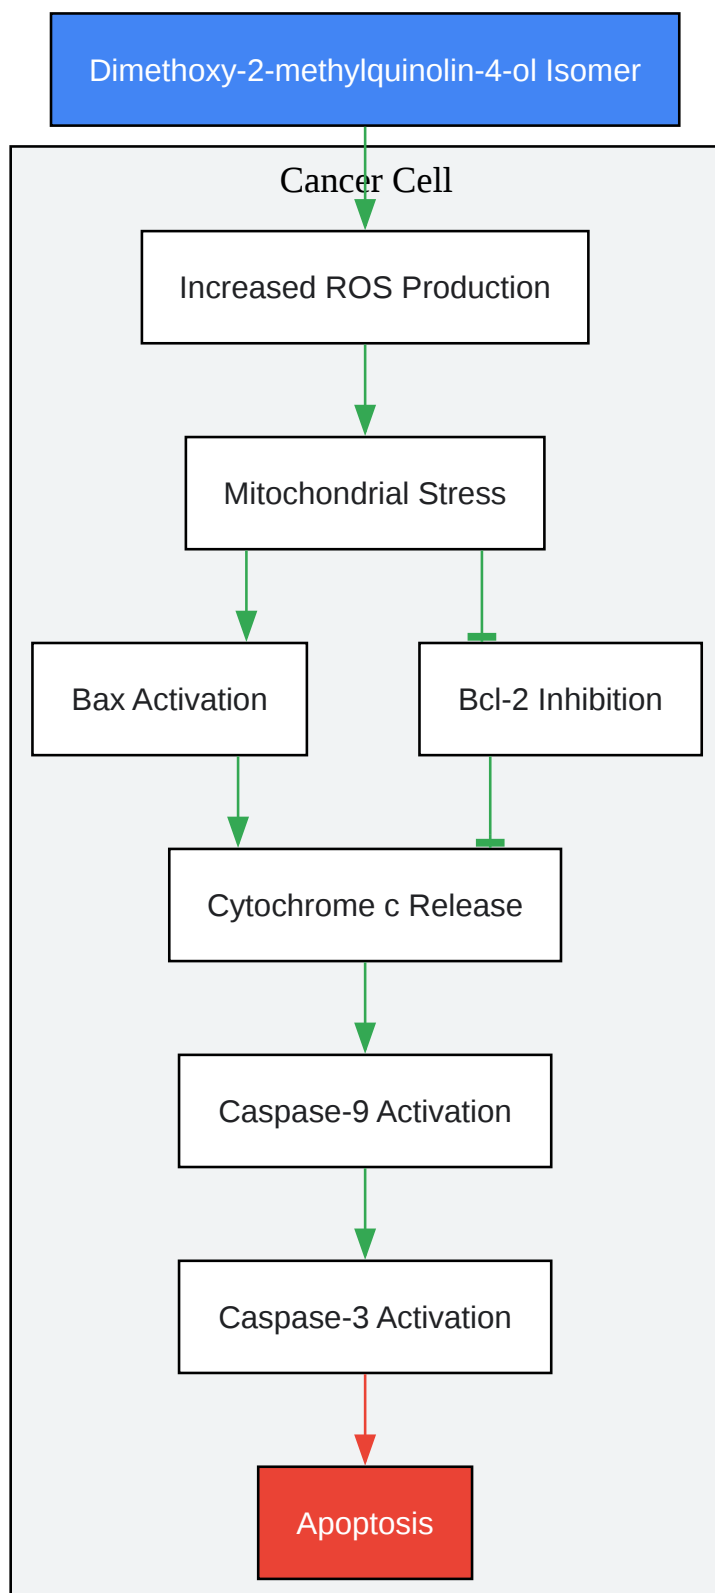 Dimethoxy-2-methylquinolin-4-ol Isomer
Cancer Cell
Increased ROS Production
Mitochondrial Stress
Bax Activation
Bcl-2 Inhibition
Cytochrome c Release
Caspase-9 Activation
Caspase-3 Activation
Apoptosis